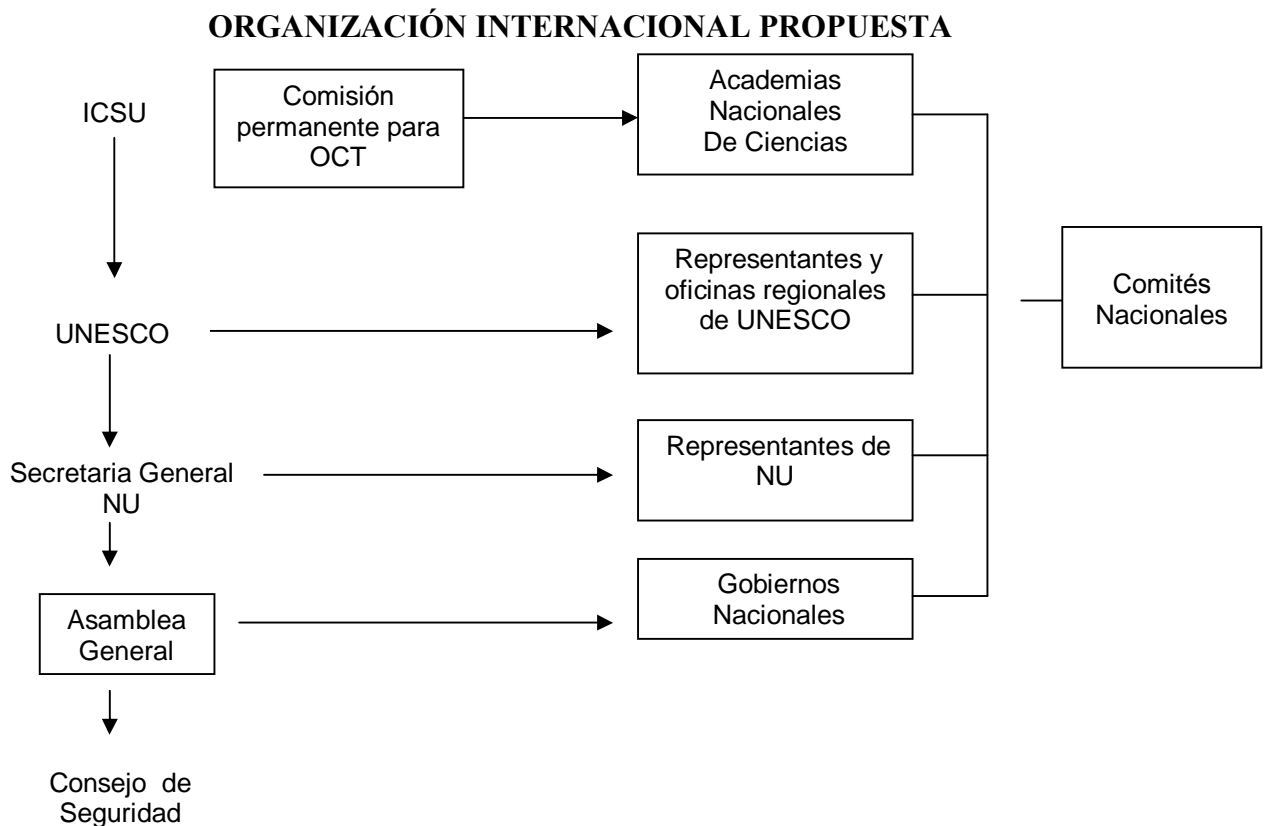 ORGANIZACIÓN INTERNACIONAL PROPUESTA
ICSU
Comisión
permanente para
OCT
Academias
Nacionales
De Ciencias
UNESCO
Representantes y
oficinas regionales
de UNESCO
Comités
Nacionales
Secretaria General
NU
Representantes de
NU
Asamblea
General
Gobiernos
Nacionales
Consejo de
Seguridad